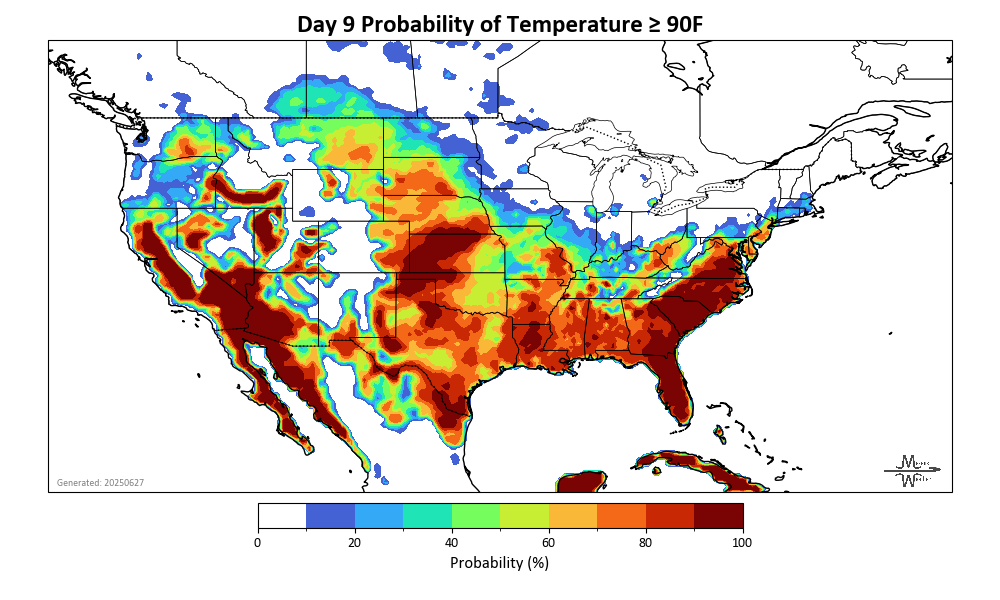 Day 9 Probability of Temperature ≥ 90F
Generated: 20250627
0 20 40 60 80 100
Probability (%)